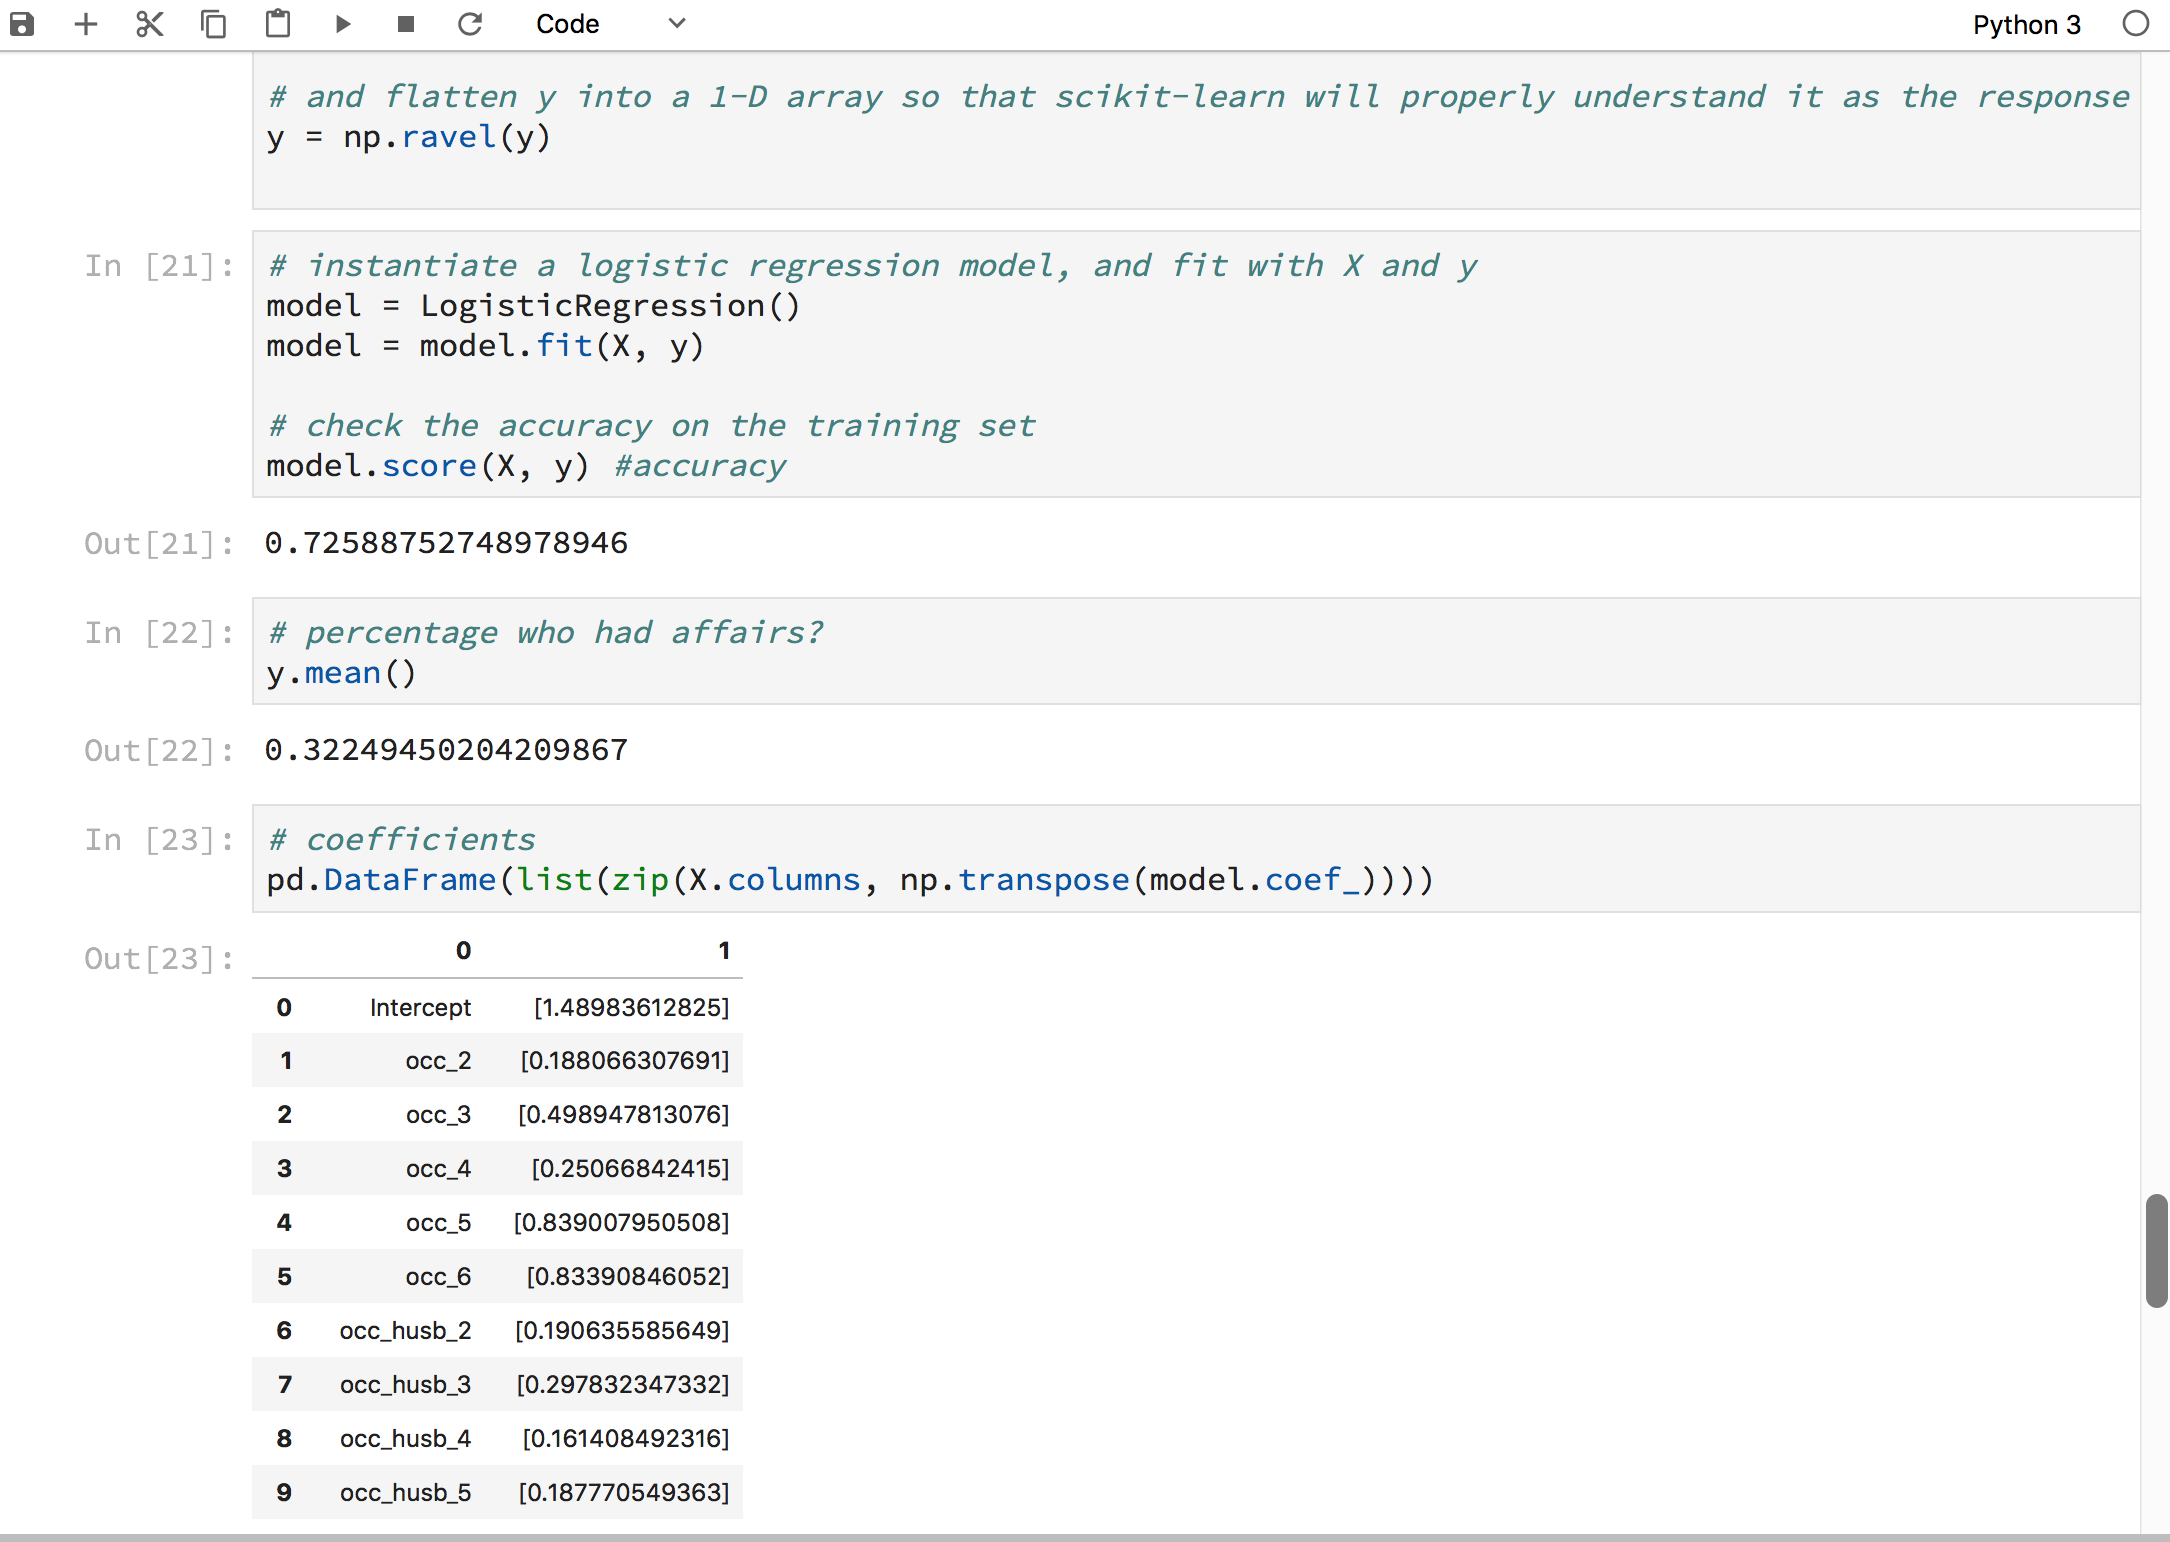 Code
Python 3
# and flatten y into a 1-D array so that scikit-learn will properly understand it as the response
y = np.ravel(y)
In [21]:
# instantiate a logistic regression model, and fit with X and y
model = LogisticRegression()
model = model.fit(X, y)
# check the accuracy on the training set
model.score(X, y) #accuracy
Out[21]: 0.72588752748978946
In [22]:
# percentage who had affairs?
y.mean()
Out[22]: 0.32249450204209867
In [23]:
# coefficients
pd.DataFrame(list(zip(X.columns, np.transpose(model.coef_))))
Out[23]:
0 1
0 Intercept [1.48983612825]
1 occ_2 [0.188066307691]
2 occ_3 [0.498947813076]
3 occ_4 [0.25066842415]
4 occ_5 [0.839007950508]
5 occ_6 [0.83390846052]
6 occ_husb_2 [0.190635585649]
7 occ_husb_3 [0.297832347332]
8 occ_husb_4 [0.161408492316]
9 occ_husb_5 [0.187770549363]